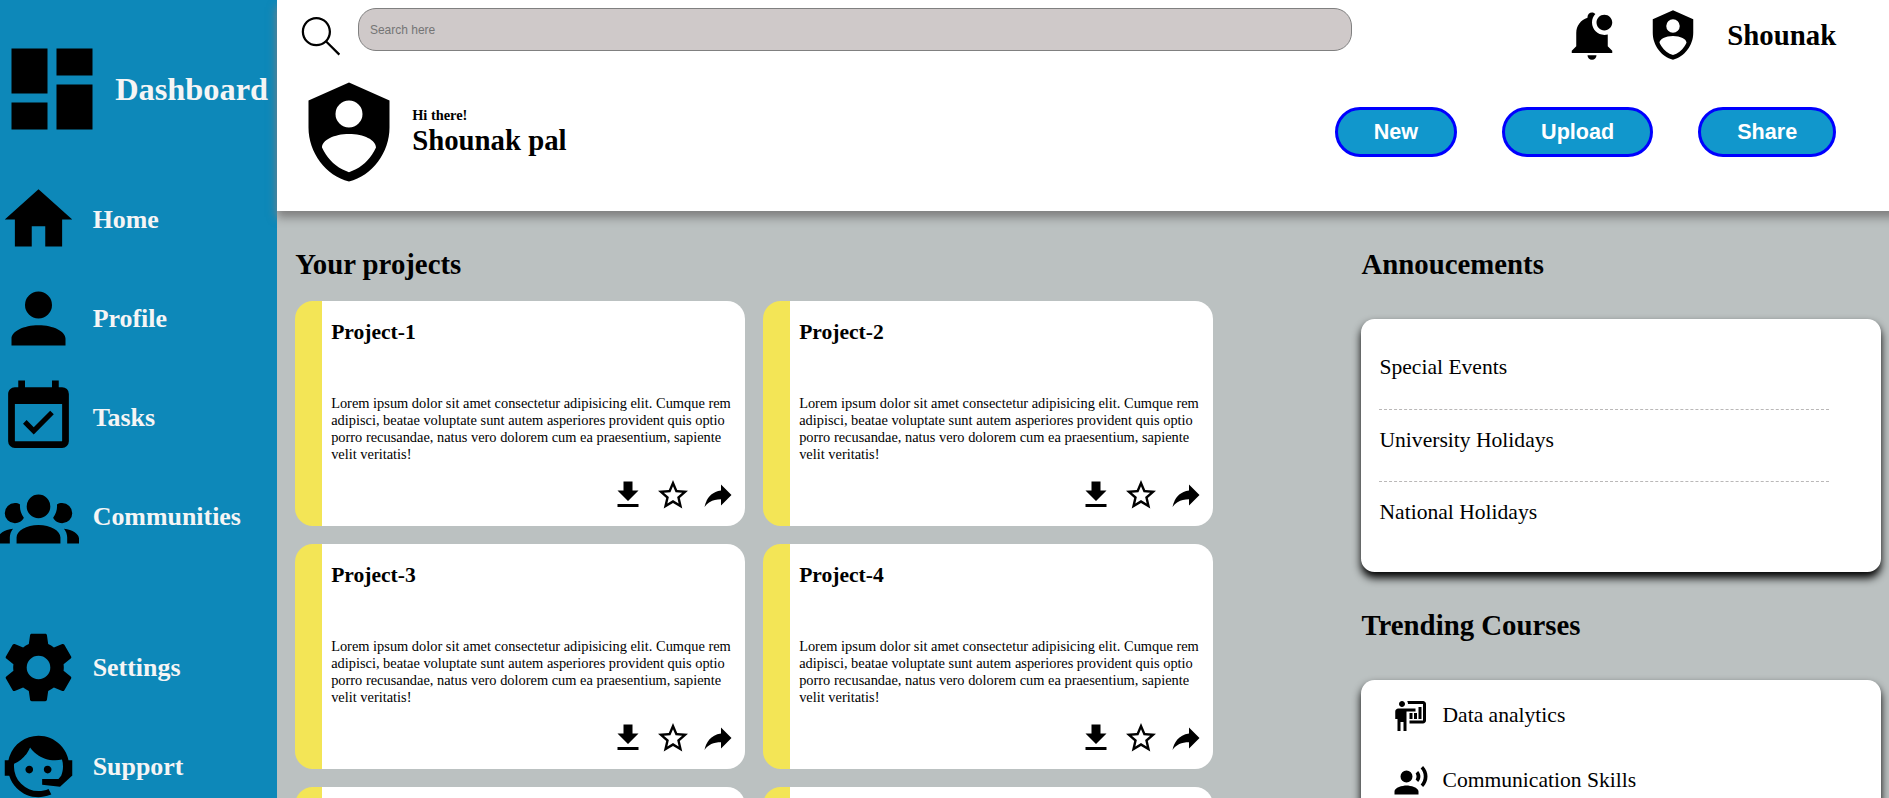 Dashboard
Home
Profile
Tasks
Communities
Settings
Support
Search here
Shounak
Hi there!
Shounak pal
New
Upload
Share
Your projects
Project-1
Lorem ipsum dolor sit amet consectetur adipisicing elit. Cumque rem
adipisci, beatae voluptate sunt autem asperiores provident quis optio
porro recusandae, natus vero dolorem cum ea praesentium, sapiente
velit veritatis!
Project-2
Lorem ipsum dolor sit amet consectetur adipisicing elit. Cumque rem
adipisci, beatae voluptate sunt autem asperiores provident quis optio
porro recusandae, natus vero dolorem cum ea praesentium, sapiente
velit veritatis!
Project-3
Lorem ipsum dolor sit amet consectetur adipisicing elit. Cumque rem
adipisci, beatae voluptate sunt autem asperiores provident quis optio
porro recusandae, natus vero dolorem cum ea praesentium, sapiente
velit veritatis!
Project-4
Lorem ipsum dolor sit amet consectetur adipisicing elit. Cumque rem
adipisci, beatae voluptate sunt autem asperiores provident quis optio
porro recusandae, natus vero dolorem cum ea praesentium, sapiente
velit veritatis!
Annoucements
Special Events
University Holidays
National Holidays
Trending Courses
Data analytics
Communication Skills